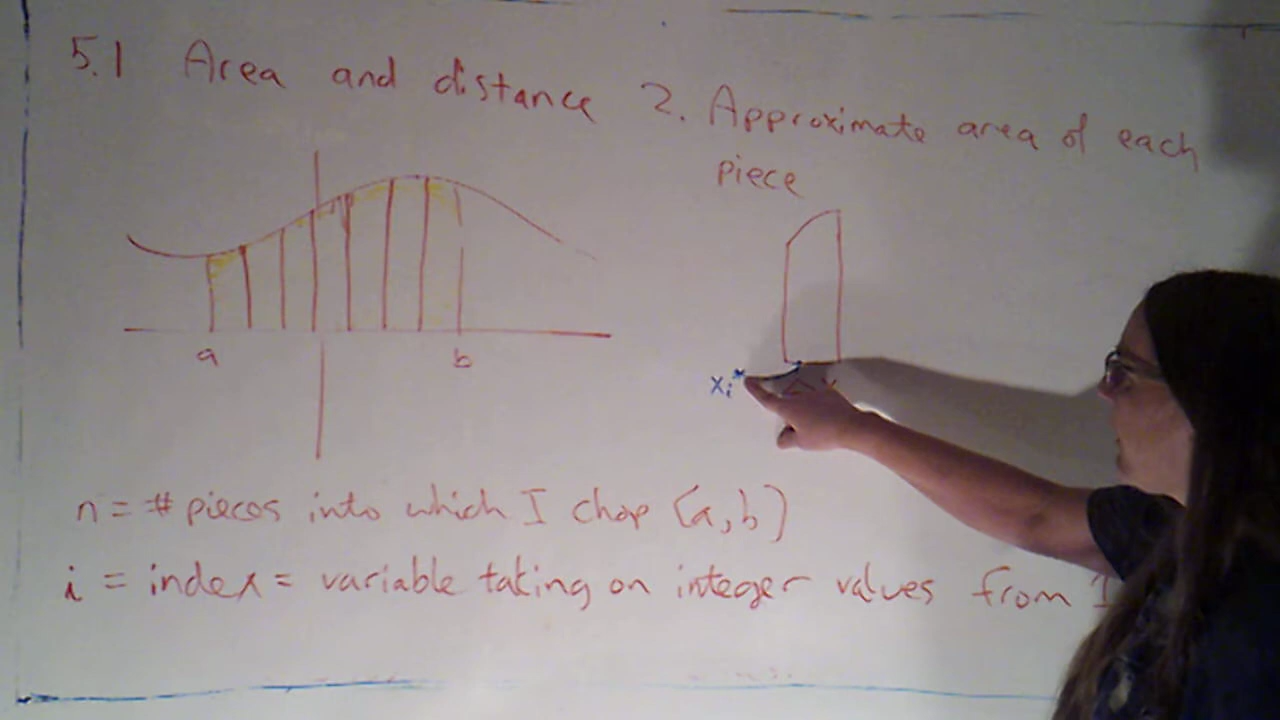 5.1 Area and distance
2. Approximate area of each
piece
a b
xi* Δx
n = # pieces into which I chop [a,b]
i = index = variable taking on integer values from 1